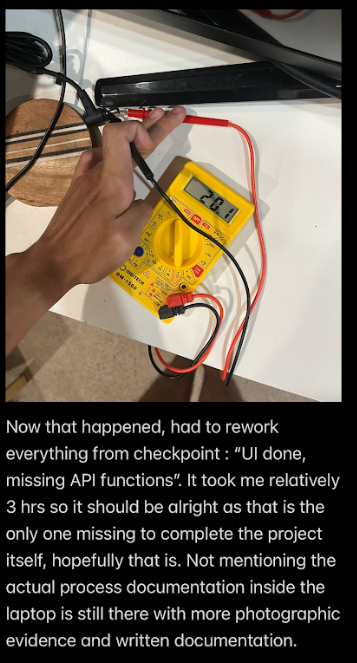 20.1
UNITECH
Now that happened, had to rework
everything from checkpoint : “UI done,
missing API functions”. It took me relatively
3 hrs so it should be alright as that is the
only one missing to complete the project
itself, hopefully that is. Not mentioning the
actual process documentation inside the
laptop is still there with more photographic
evidence and written documentation.